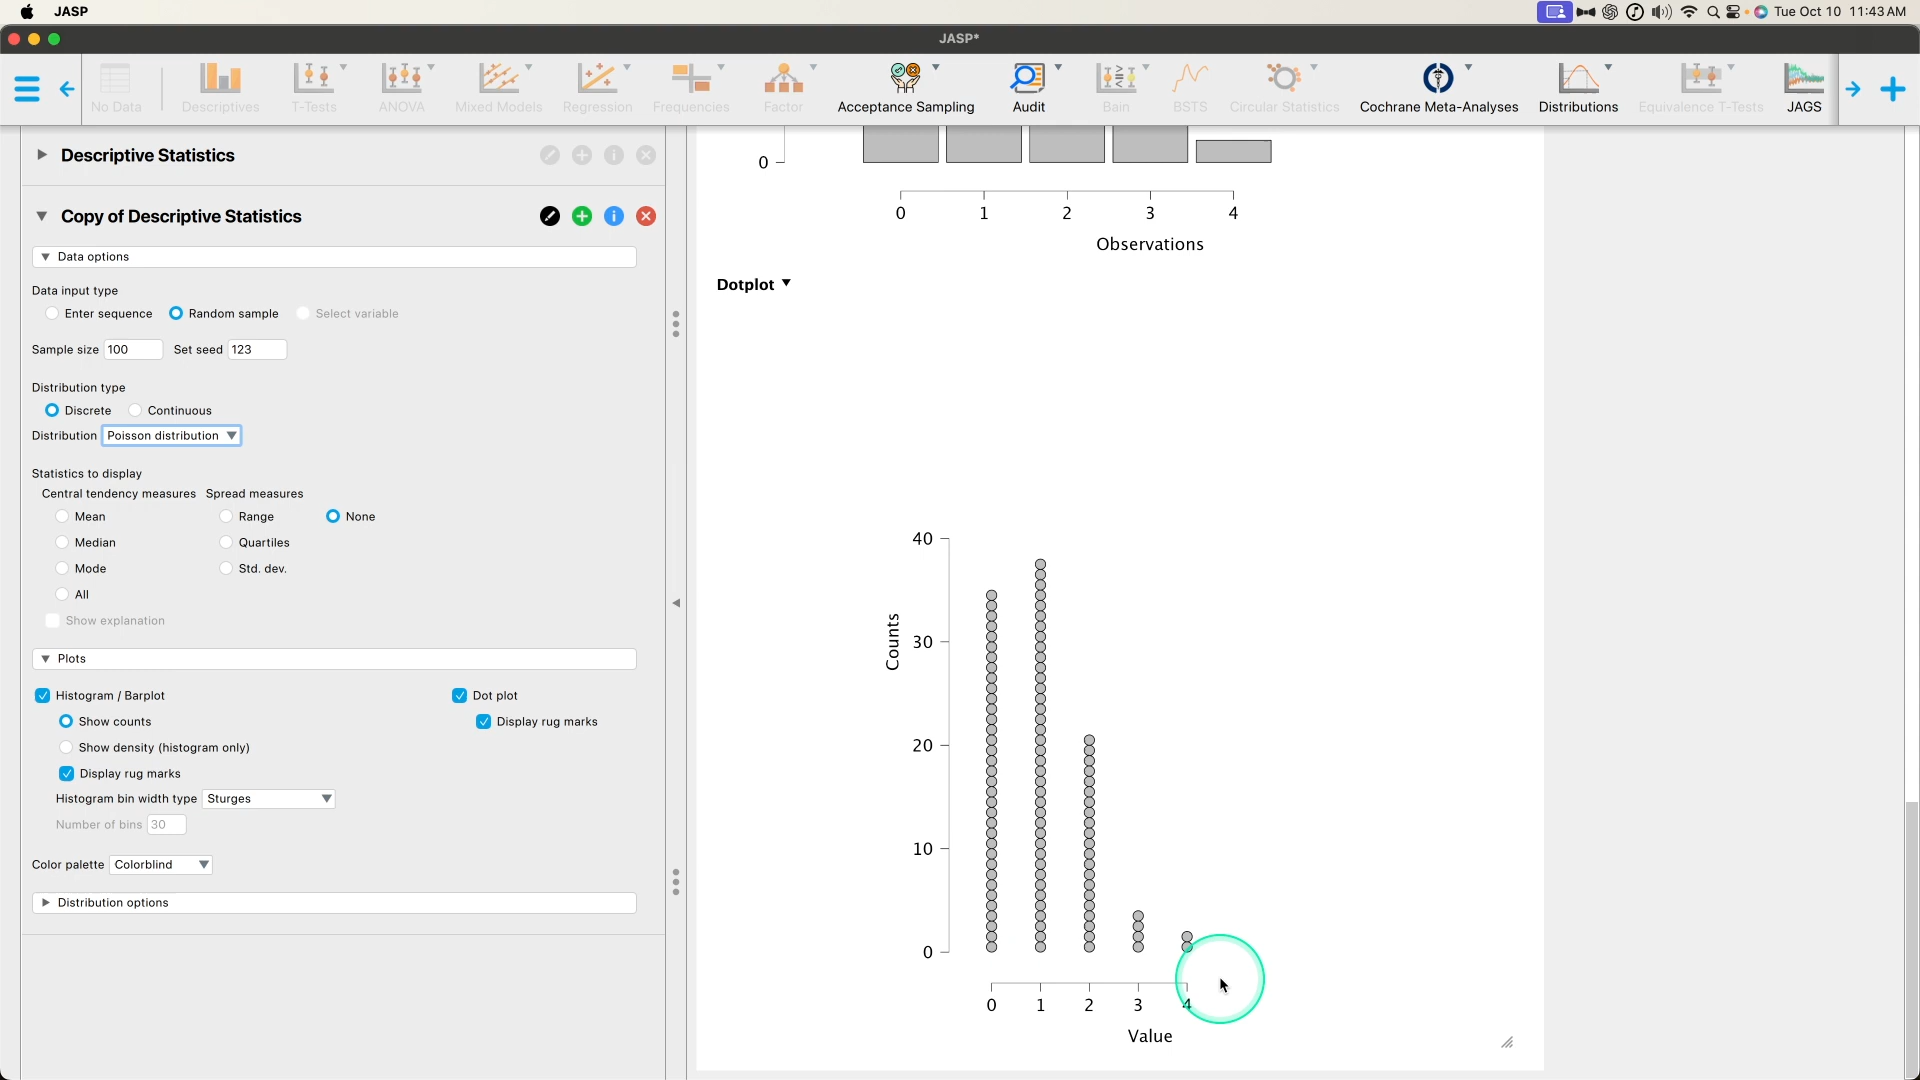 JASP
Tue Oct 10 11:43 AM
JASP*
No Data
Descriptives
T-Tests
ANOVA
Mixed Models
Regression
Frequencies
Factor
Acceptance Sampling
Audit
Bain
BSTS
Circular Statistics
Cochrane Meta-Analyses
Distributions
Equivalence T-Tests
JAGS
Descriptive Statistics
Copy of Descriptive Statistics
Data options
Data input type
Enter sequence Random sample Select variable
Sample size 100 Set seed 123
Distribution type
Discrete Continuous
Distribution Poisson distribution
Statistics to display
Central tendency measures Spread measures
Mean Range None
Median Quartiles
Mode Std. dev.
All
Show explanation
Plots
Histogram / Barplot Dot plot
Show counts Display rug marks
Show density (histogram only)
Display rug marks
Histogram bin width type Sturges
Number of bins 30
Color palette Colorblind
Distribution options
0
0 1 2 3 4
Observations
Dotplot
40
30
20
10
0
Counts
0 1 2 3 4
Value